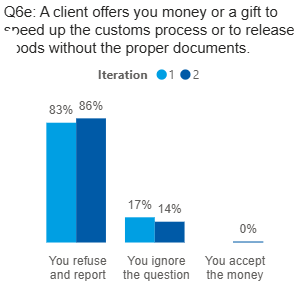 Q6e: A client offers you money or a gift to
up the customs process or to release
without the proper documents.
Iteration 1 2
83% 86%
17% 14%
0%
You refuse and report
You ignore the question
You accept the money